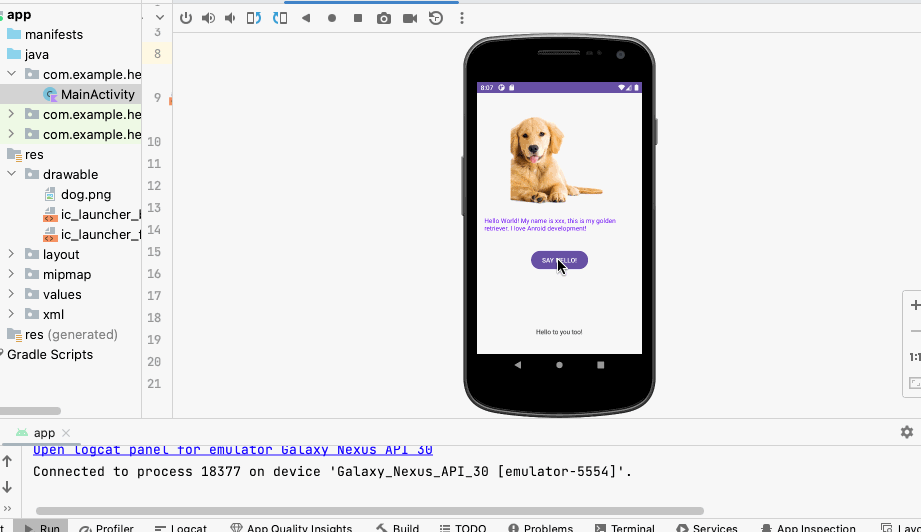 app
manifests
java
com.example.he
MainActivity
com.example.he
com.example.he
res
drawable
dog.png
ic_launcher_
ic_launcher_
layout
mipmap
values
xml
res (generated)
Gradle Scripts
3
8
9
10
11
12
13
14
15
16
17
18
19
20
21
8:07
Hello World! My name is xxx, this is my golden
retriever. I love Anroid development!
SAY HELLO!
Hello to you too!
1:1
app
Open logcat panel for emulator Galaxy Nexus API 30
Connected to process 18377 on device 'Galaxy_Nexus_API_30 [emulator-5554]'.
Run
Profiler
Logcat
App Quality Insights
Build
TODO
Problems
Terminal
Services
App Inspection